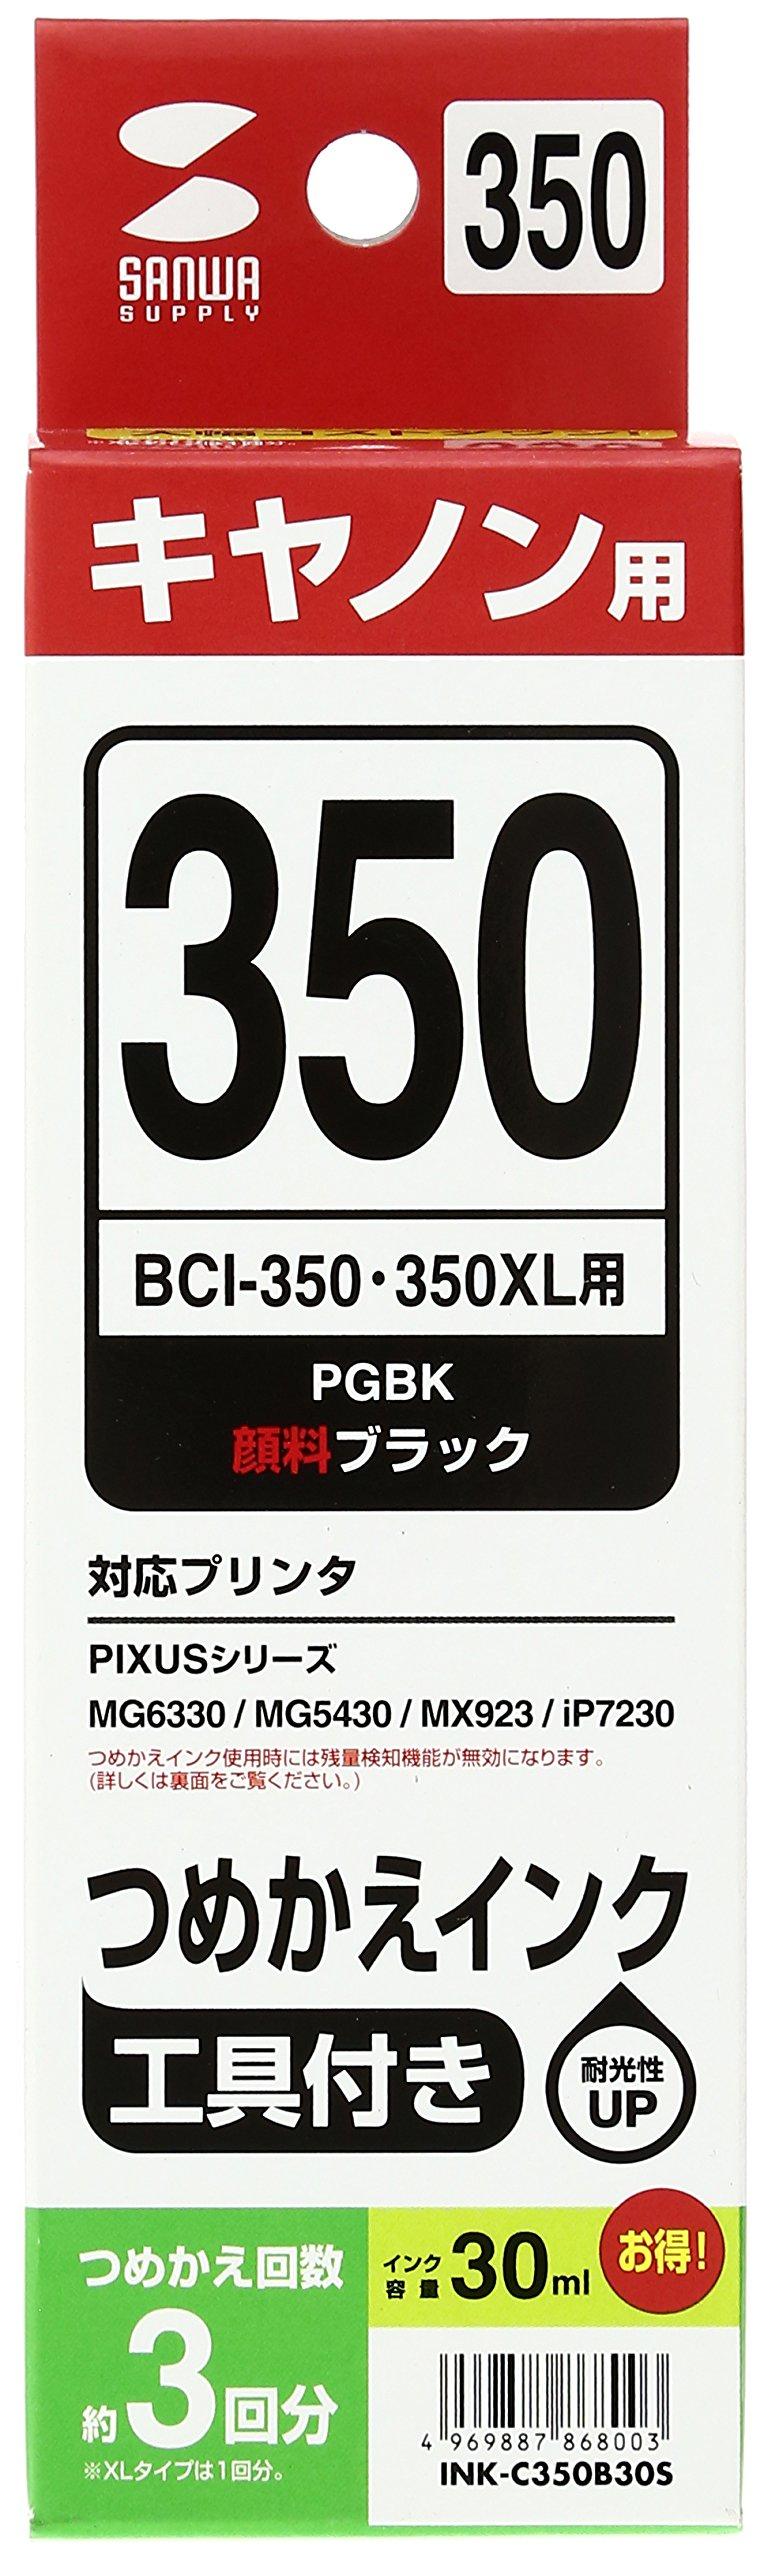 SANWA
SUPPLY
350
キヤノン用
350
BCI-350・350XL用
PGBK
顔料ブラック
対応プリンタ
PIXUSシリーズ
MG6330 / MG5430 / MX923 / iP7230
つめかえインク使用時には残量検知機能が無効になります。
(詳しくは裏面をご覧ください。)
つめかえインク
工具付き
耐光性
UP
つめかえ回数
約3回分
※XLタイプは1回分。
インク
容量 30ml
お得!
4 969887 868003
INK-C350B30S